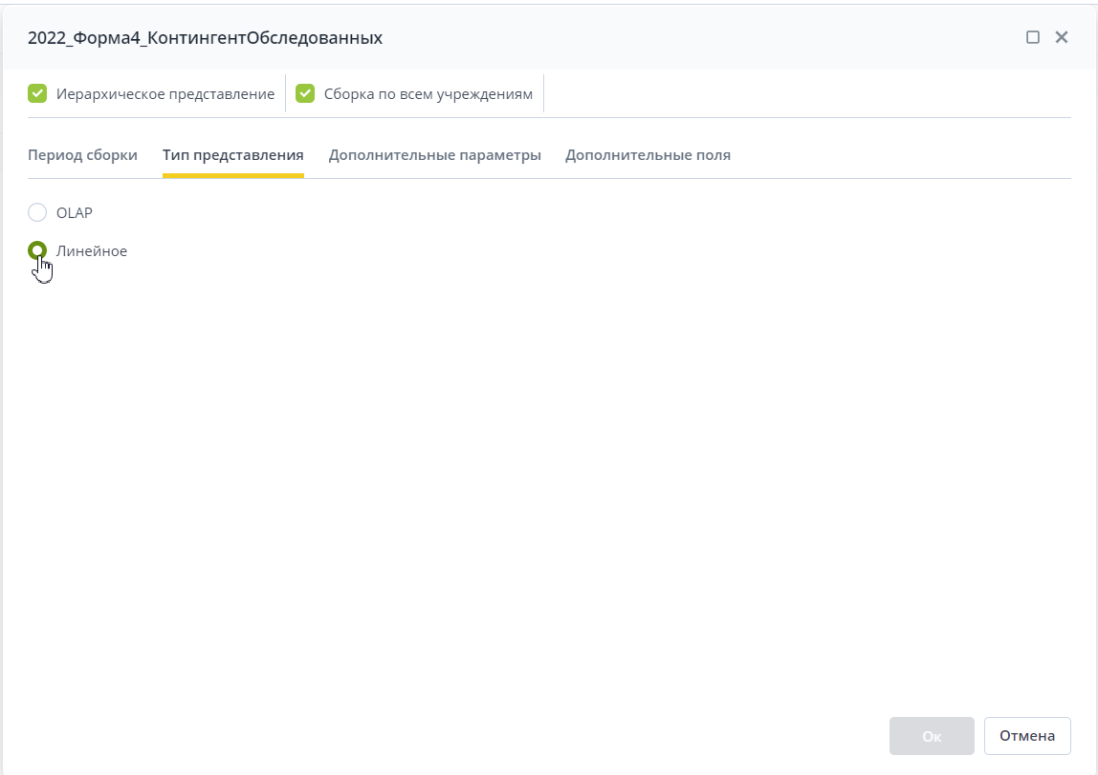 2022_Форма4_КонтингентОбследованных
Иерархическое представление Сборка по всем учреждениям
Период сборки Тип представления Дополнительные параметры Дополнительные поля
OLAP
Линейное
Ок Отмена